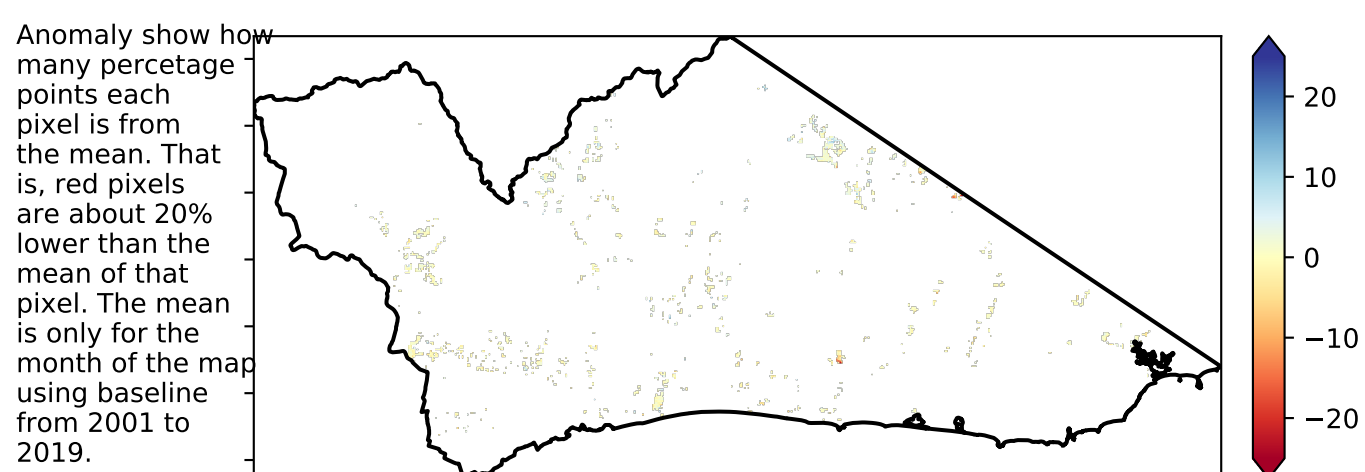 Anomaly show how
many percetage
points each
pixel is from
the mean. That
is, red pixels
are about 20%
lower than the
mean of that
pixel. The mean
is only for the
month of the map
using baseline
from 2001 to
2019.
20
10
0
−10
−20